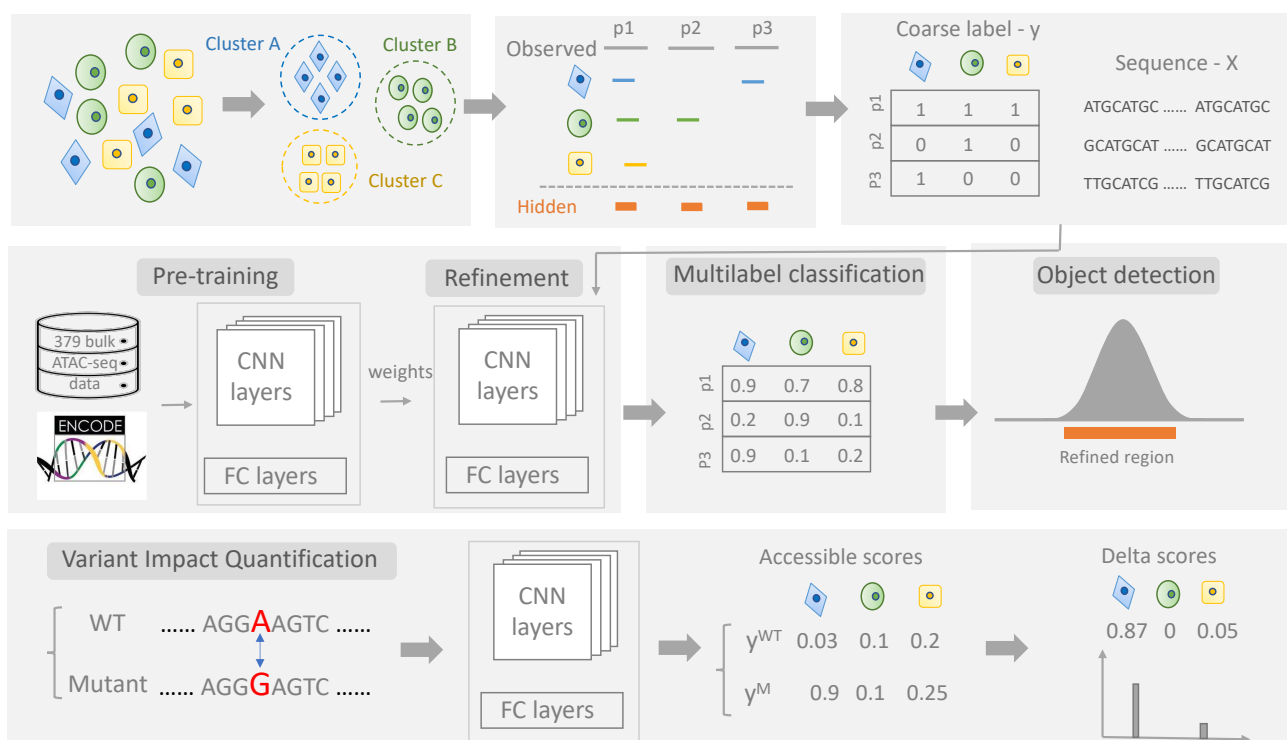 Cluster A
Cluster B
Cluster C
p1 p2 p3
Observed
Hidden
Coarse label - y
Sequence - X
p1 1 1 1
p2 0 1 0
P3 1 0 0
ATGCATGC ...... ATGCATGC
GCATGCAT ...... GCATGCAT
TTGCATCG ...... TTGCATCG
Pre-training
379 bulk
ATAC-seq
data
ENCODE
CNN
layers
FC layers
weights
Refinement
CNN
layers
FC layers
Multilabel classification
p1 0.9 0.7 0.8
p2 0.2 0.9 0.1
P3 0.9 0.1 0.2
Object detection
Refined region
Variant Impact Quantification
WT ...... AGGAAGTC ......
Mutant ...... AGGGAGTC ......
CNN
layers
FC layers
Accessible scores
yWT 0.03 0.1 0.2
yM 0.9 0.1 0.25
Delta scores
0.87 0 0.05